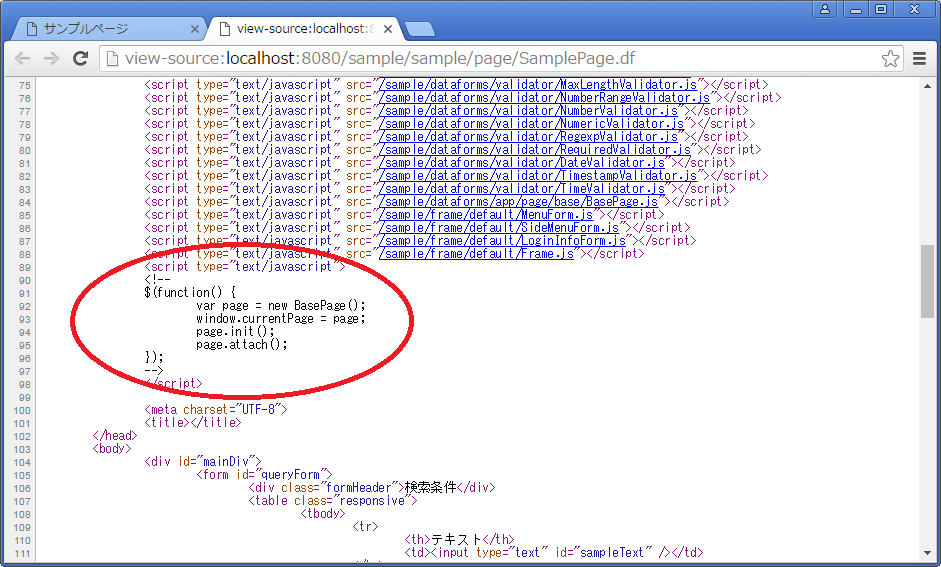 サンプルページ
view-source:localhost:8
view-source:localhost:8080/sample/sample/page/SamplePage.df
75 <script type="text/javascript" src="/sample/dataforms/validator/MaxLengthValidator.js"></script>
76 <script type="text/javascript" src="/sample/dataforms/validator/NumberRangeValidator.js"></script>
77 <script type="text/javascript" src="/sample/dataforms/validator/NumberValidator.js"></script>
78 <script type="text/javascript" src="/sample/dataforms/validator/NumericValidator.js"></script>
79 <script type="text/javascript" src="/sample/dataforms/validator/RegexpValidator.js"></script>
80 <script type="text/javascript" src="/sample/dataforms/validator/RequiredValidator.js"></script>
81 <script type="text/javascript" src="/sample/dataforms/validator/DateValidator.js"></script>
82 <script type="text/javascript" src="/sample/dataforms/validator/TimestampValidator.js"></script>
83 <script type="text/javascript" src="/sample/dataforms/validator/TimeValidator.js"></script>
84 <script type="text/javascript" src="/sample/dataforms/app/page/base/BasePage.js"></script>
85 <script type="text/javascript" src="/sample/frame/default/MenuForm.js"></script>
86 <script type="text/javascript" src="/sample/frame/default/SideMenuForm.js"></script>
87 <script type="text/javascript" src="/sample/frame/default/LoginInfoForm.js"></script>
88 <script type="text/javascript" src="/sample/frame/default/Frame.js"></script>
89 <script type="text/javascript">
90 <!--
91 $(function() {
92 var page = new BasePage();
93 window.currentPage = page;
94 page.init();
95 page.attach();
96 });
97 -->
98 </script>
99
100 <meta charset="UTF-8">
101 <title></title>
102 </head>
103 <body>
104 <div id="mainDiv">
105 <form id="queryForm">
106 <div class="formHeader">検索条件</div>
107 <table class="responsive">
108 <tbody>
109 <tr>
110 <th>テキスト</th>
111 <td><input type="text" id="sampleText" /></td>